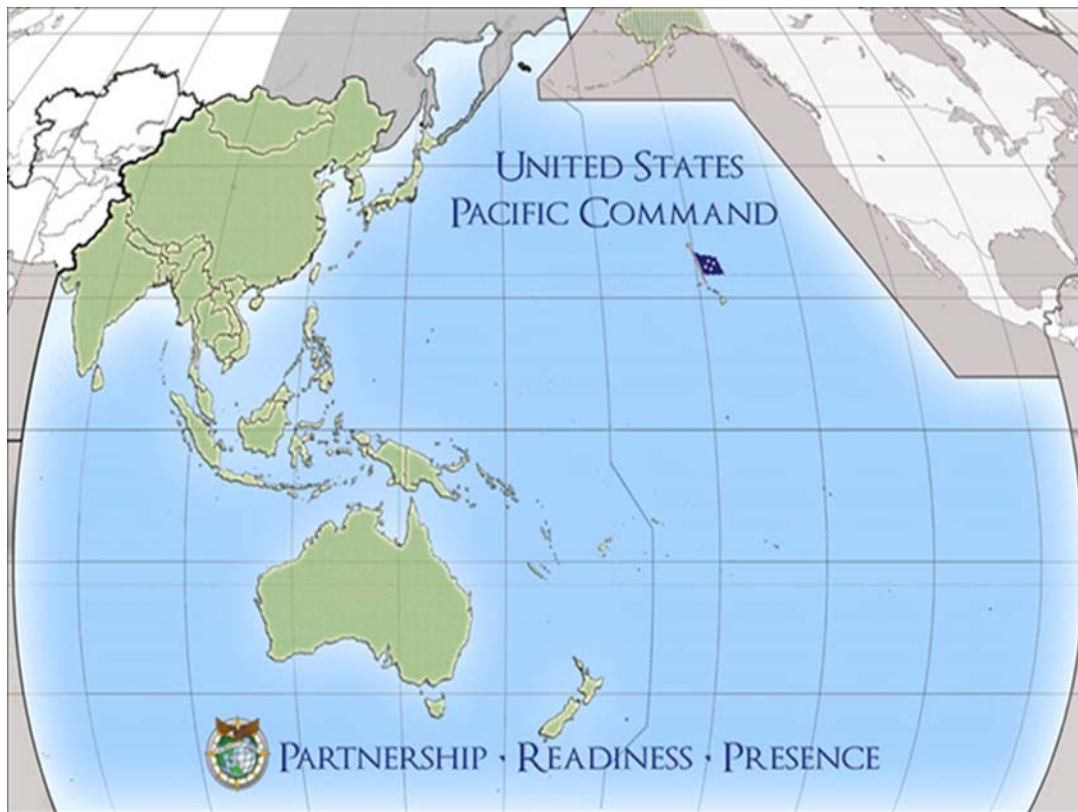 United States
Pacific Command
Partnership · Readiness · Presence